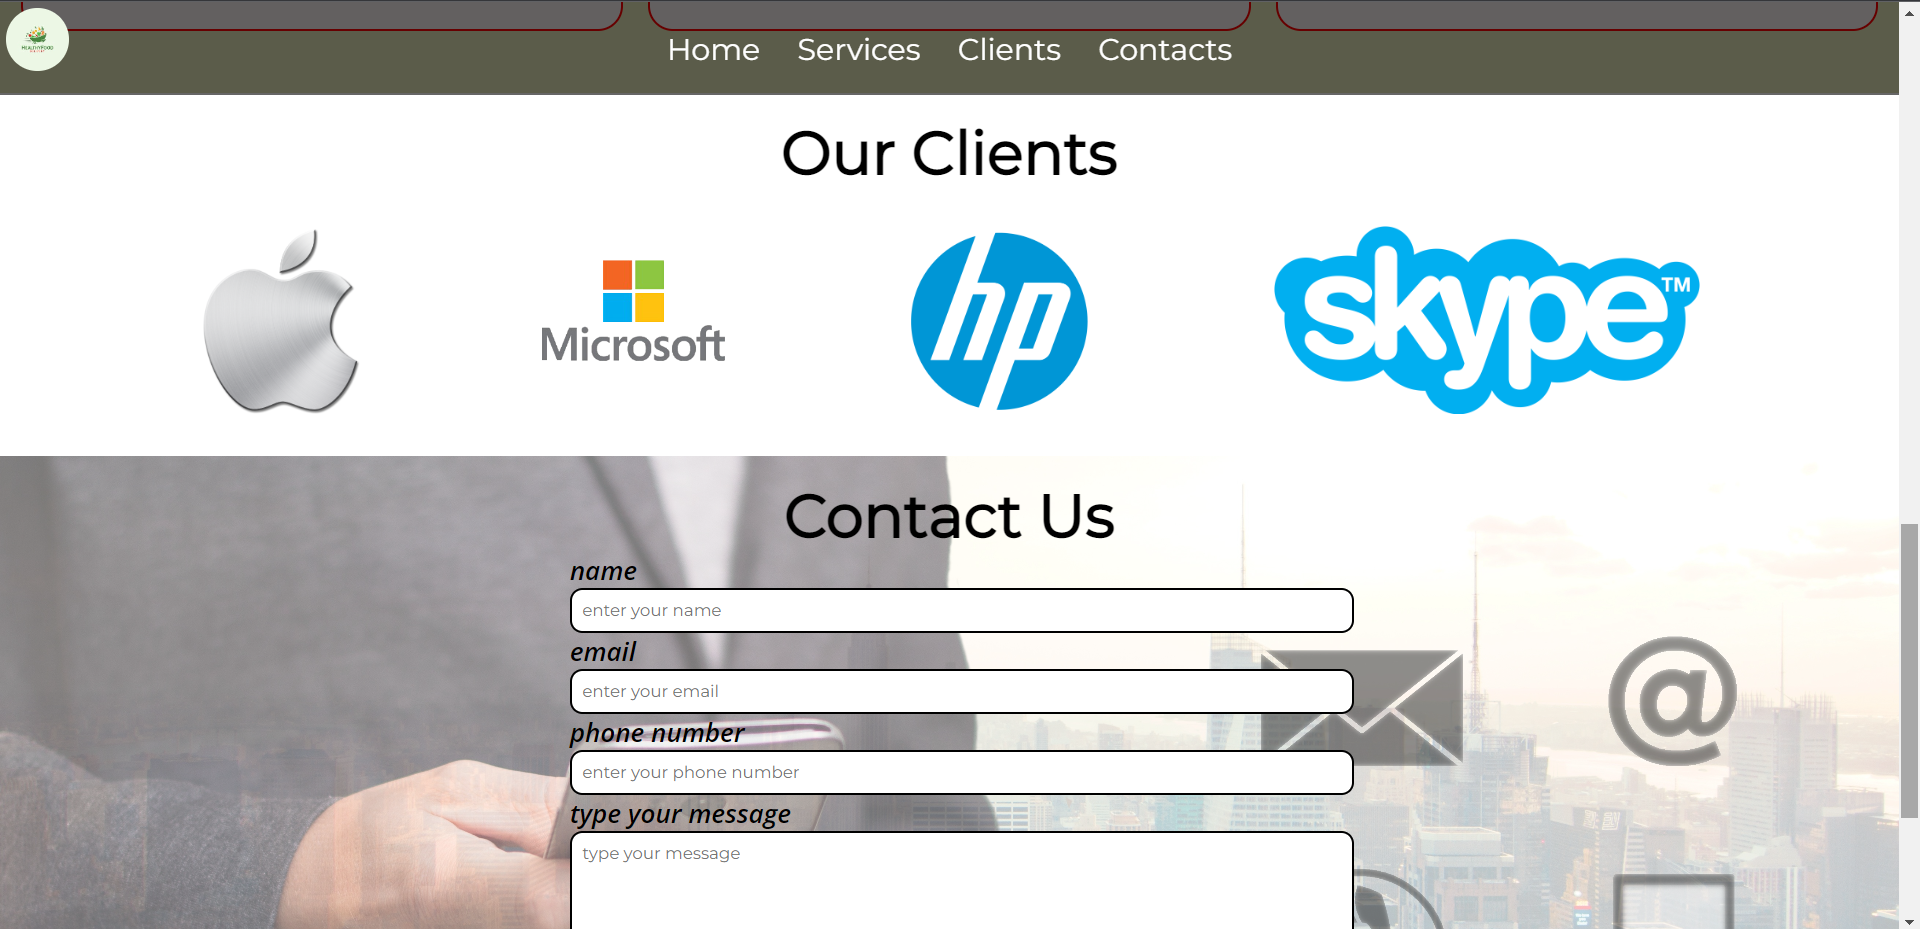 HEALTHYFOOD
Home Services Clients Contacts
Our Clients
Microsoft
hp
skype™
Contact Us
name
enter your name
email
enter your email
phone number
enter your phone number
type your message
type your message
@